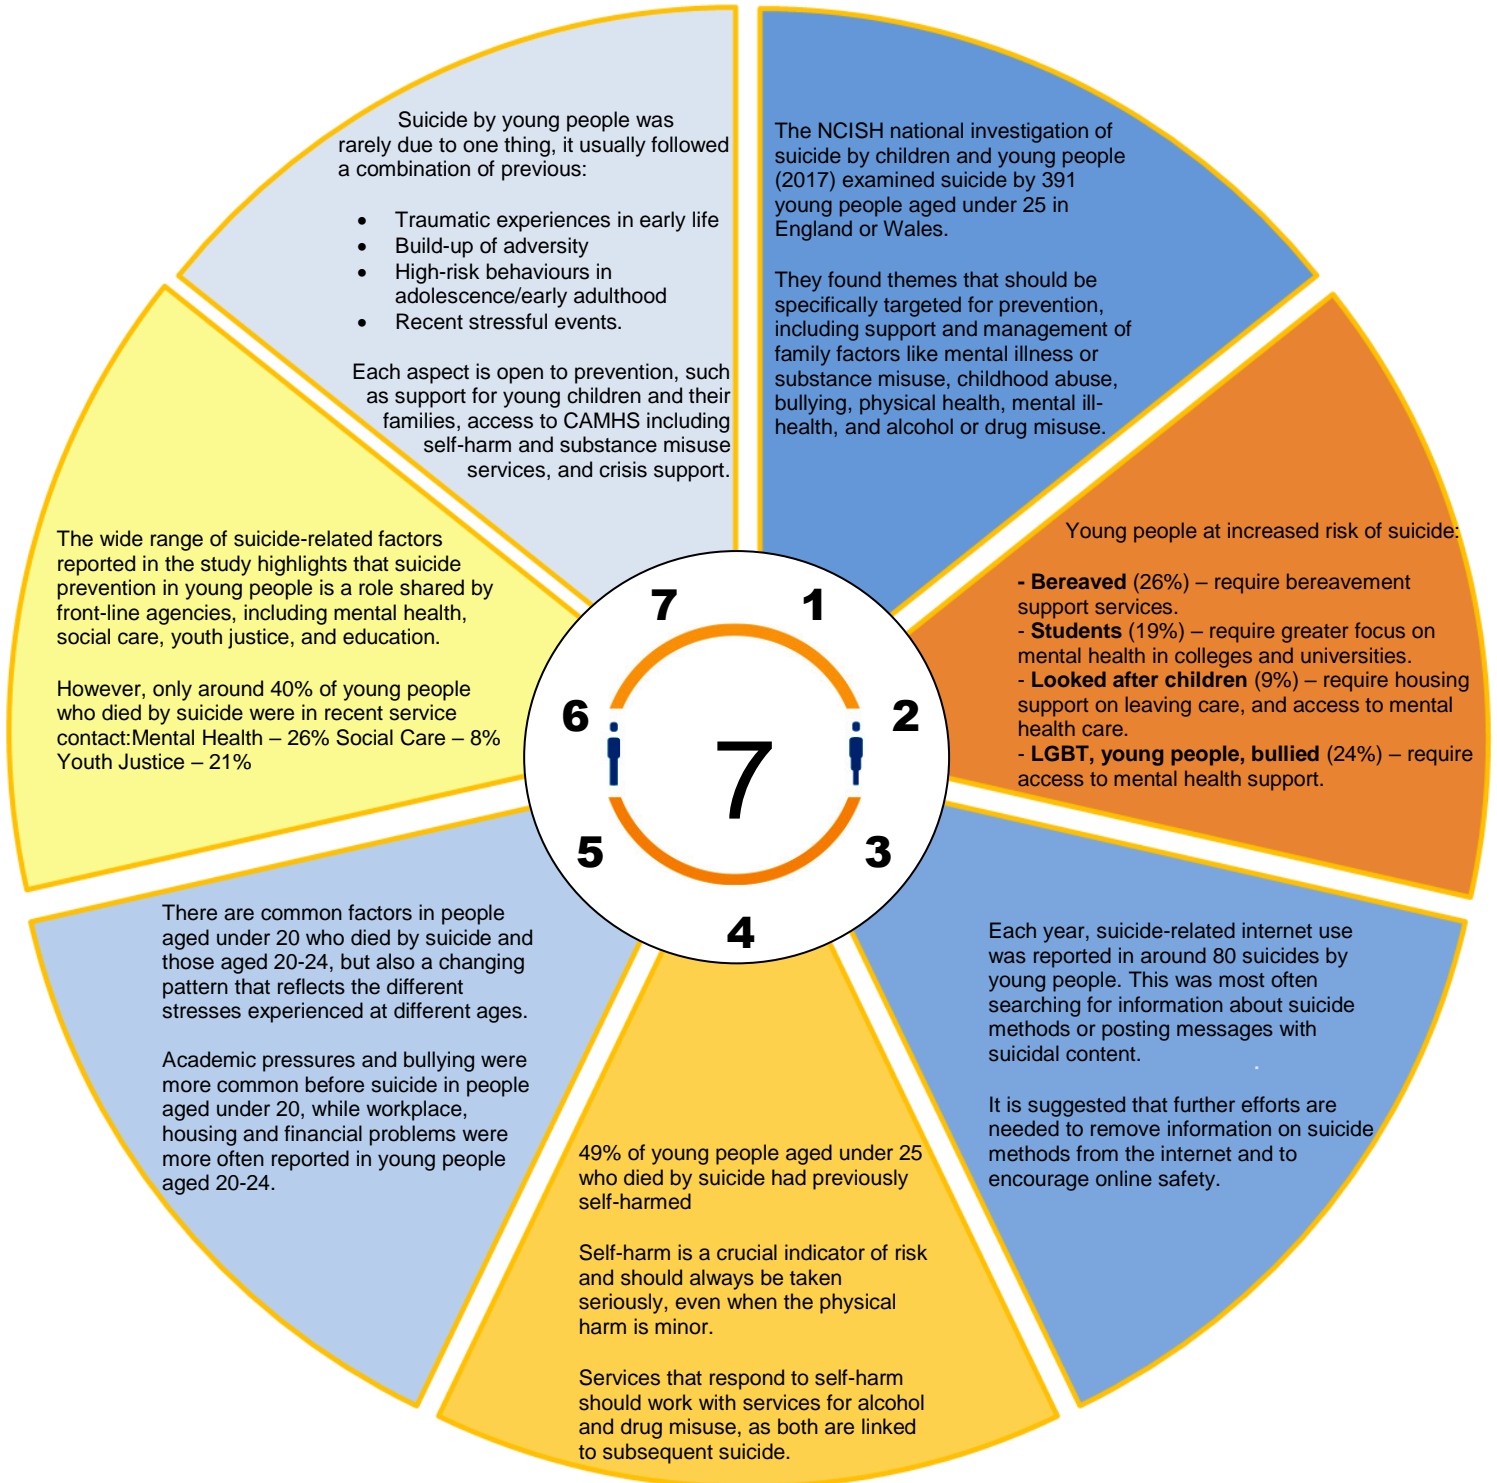 The NCISH national investigation of
suicide by children and young people
(2017) examined suicide by 391
young people aged under 25 in
England or Wales.
They found themes that should be
specifically targeted for prevention,
including support and management of
family factors like mental illness or
substance misuse, childhood abuse,
bullying, physical health, mental ill-
health, and alcohol or drug misuse.
Young people at increased risk of suicide:
- Bereaved (26%) – require bereavement
support services.
- Students (19%) – require greater focus on
mental health in colleges and universities.
- Looked after children (9%) – require housing
support on leaving care, and access to mental
health care.
- LGBT, young people, bullied (24%) – require
access to mental health support.
Each year, suicide-related internet use
was reported in around 80 suicides by
young people. This was most often
searching for information about suicide
methods or posting messages with
suicidal content.
It is suggested that further efforts are
needed to remove information on suicide
methods from the internet and to
encourage online safety.
49% of young people aged under 25
who died by suicide had previously
self-harmed
Self-harm is a crucial indicator of risk
and should always be taken
seriously, even when the physical
harm is minor.
Services that respond to self-harm
should work with services for alcohol
and drug misuse, as both are linked
to subsequent suicide.
There are common factors in people
aged under 20 who died by suicide and
those aged 20-24, but also a changing
pattern that reflects the different
stresses experienced at different ages.
Academic pressures and bullying were
more common before suicide in people
aged under 20, while workplace,
housing and financial problems were
more often reported in young people
aged 20-24.
The wide range of suicide-related factors
reported in the study highlights that suicide
prevention in young people is a role shared by
front-line agencies, including mental health,
social care, youth justice, and education.
However, only around 40% of young people
who died by suicide were in recent service
contact:Mental Health – 26% Social Care – 8%
Youth Justice – 21%
Suicide by young people was
rarely due to one thing, it usually followed
a combination of previous:
• Traumatic experiences in early life
• Build-up of adversity
• High-risk behaviours in
adolescence/early adulthood
• Recent stressful events.
Each aspect is open to prevention, such
as support for young children and their
families, access to CAMHS including
self-harm and substance misuse
services, and crisis support.
1
2
3
4
5
6
7
7